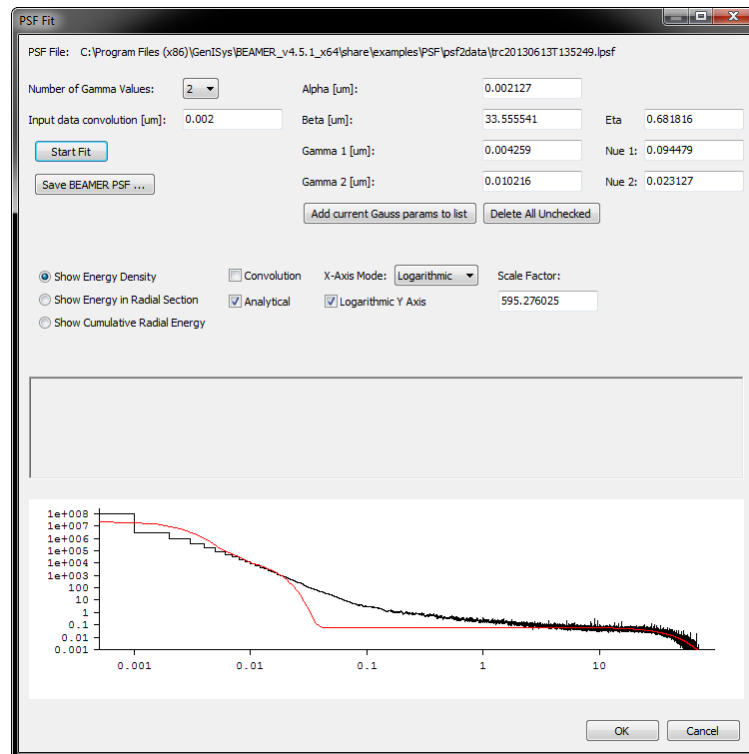 PSF Fit
PSF File: C:\Program Files (x86)\GenISys\BEAMER_v4.5.1_x64\share\examples\PSF\psf2data\trc20130613T135249.lpsf
Number of Gamma Values: 2 Alpha [um]: 0.002127
Input data convolution [um]: 0.002 Beta [um]: 33.555541 Eta 0.681816
Start Fit Gamma 1 [um]: 0.004259 Nue 1: 0.094479
Save BEAMER PSF ... Gamma 2 [um]: 0.010216 Nue 2: 0.023127
Add current Gauss params to list Delete All Unchecked
Show Energy Density Convolution X-Axis Mode: Logarithmic Scale Factor:
Show Energy in Radial Section Analytical Logarithmic Y Axis 595.276025
Show Cumulative Radial Energy
1e+008
1e+007
1e+006
1e+005
1e+004
1e+003
100
10
1
0.1
0.01
0.001
0.001 0.01 0.1 1 10
OK Cancel